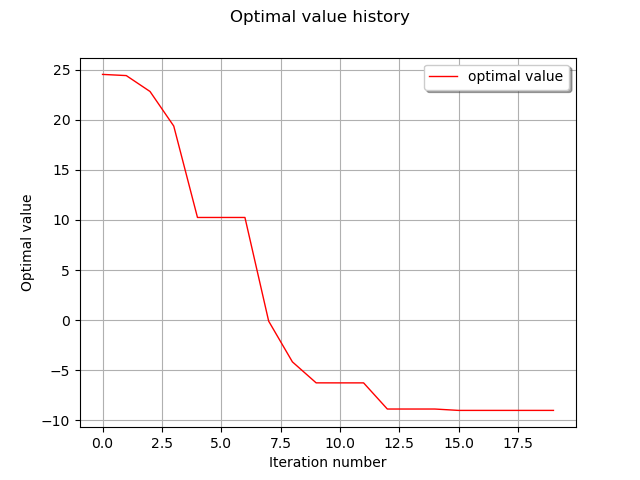 Optimal value history
optimal value
Optimal value
25
20
15
10
5
0
−5
−10
0.0 2.5 5.0 7.5 10.0 12.5 15.0 17.5
Iteration number